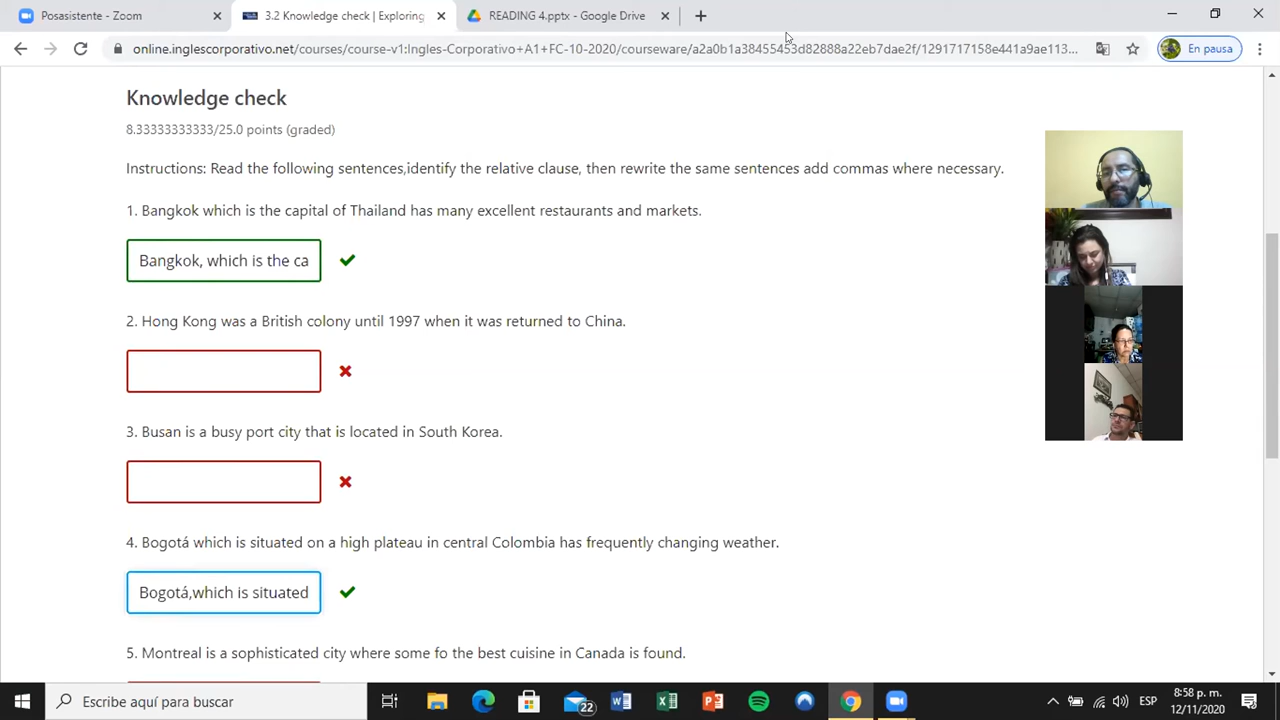 Posasistente - Zoom
3.2 Knowledge check | Exploring
READING 4.pptx - Google Drive
online.inglescorporativo.net/courses/course-v1:Ingles-Corporativo+A1+FC-10-2020/courseware/a2a0b1a38455453d82888a22eb7dae2f/1291717158e441a9ae113...
En pausa
Knowledge check
8.33333333333/25.0 points (graded)
Instructions: Read the following sentences,identify the relative clause, then rewrite the same sentences add commas where necessary.
1. Bangkok which is the capital of Thailand has many excellent restaurants and markets.
Bangkok, which is the ca
2. Hong Kong was a British colony until 1997 when it was returned to China.
3. Busan is a busy port city that is located in South Korea.
4. Bogotá which is situated on a high plateau in central Colombia has frequently changing weather.
Bogotá,which is situated
5. Montreal is a sophisticated city where some fo the best cuisine in Canada is found.
Escribe aquí para buscar
22
ESP
8:58 p. m.
12/11/2020